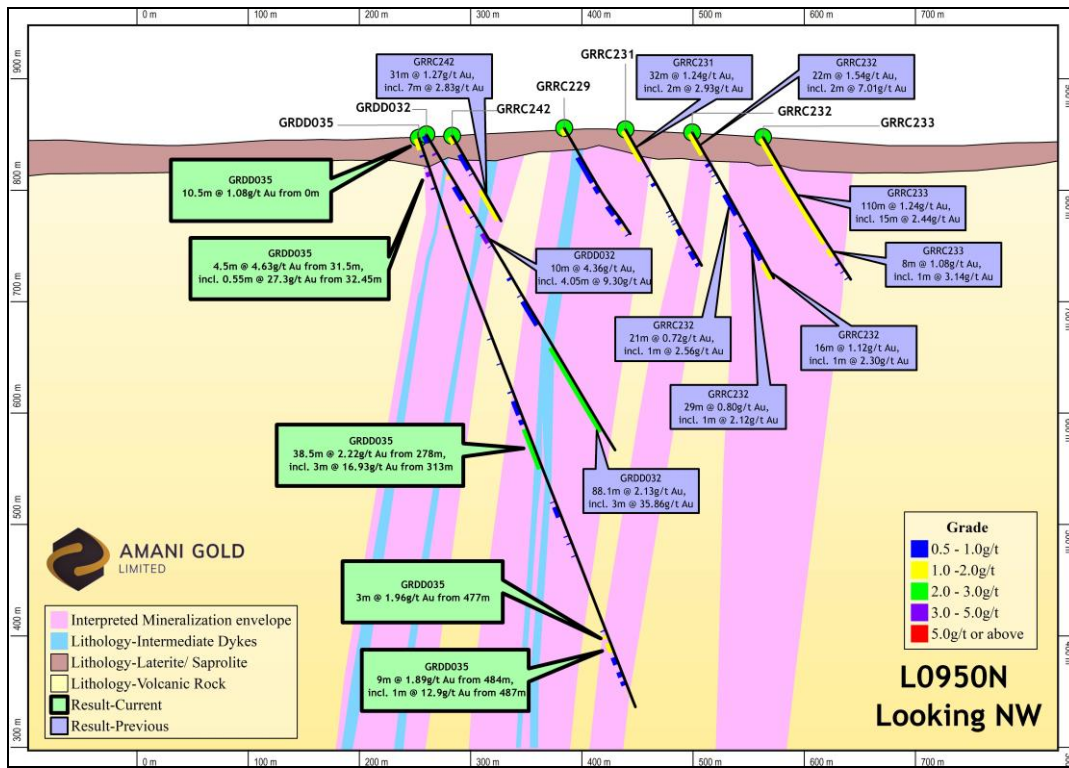 0 m
100 m
200 m
300 m
400 m
500 m
600 m
700 m
900 m
800 m
700 m
600 m
500 m
400 m
300 m
GRRC242
31m @ 1.27g/t Au,
incl. 7m @ 2.83g/t Au
GRRC231
GRRC231
32m @ 1.24g/t Au,
incl. 2m @ 2.93g/t Au
GRRC232
22m @ 1.54g/t Au,
incl. 2m @ 7.01g/t Au
GRDD035
GRDD032
GRRC242
GRRC229
GRRC232
GRRC233
GRDD035
10.5m @ 1.08g/t Au from 0m
GRDD035
4.5m @ 4.63g/t Au from 31.5m,
incl. 0.55m @ 27.3g/t Au from 32.45m
GRDD032
10m @ 4.36g/t Au,
incl. 4.05m @ 9.30g/t Au
GRRC233
110m @ 1.24g/t Au,
incl. 15m @ 2.44g/t Au
GRRC233
8m @ 1.08g/t Au,
incl. 1m @ 3.14g/t Au
GRRC232
21m @ 0.72g/t Au,
incl. 1m @ 2.56g/t Au
GRRC232
16m @ 1.12g/t Au,
incl. 1m @ 2.30g/t Au
GRRC232
29m @ 0.80g/t Au,
incl. 1m @ 2.12g/t Au
GRDD035
38.5m @ 2.22g/t Au from 278m,
incl. 3m @ 16.93g/t Au from 313m
GRDD032
88.1m @ 2.13g/t Au,
incl. 3m @ 35.86g/t Au
GRDD035
3m @ 1.96g/t Au from 477m
GRDD035
9m @ 1.89g/t Au from 484m,
incl. 1m @ 12.9g/t Au from 487m
AMANI GOLD
LIMITED
Interpreted Mineralization envelope
Lithology-Intermediate Dykes
Lithology-Laterite/ Saprolite
Lithology-Volcanic Rock
Result-Current
Result-Previous
Grade
0.5 - 1.0g/t
1.0 -2.0g/t
2.0 - 3.0g/t
3.0 - 5.0g/t
5.0g/t or above
L0950N
Looking NW
0 m
100 m
200 m
300 m
400 m
500 m
600 m
700 m